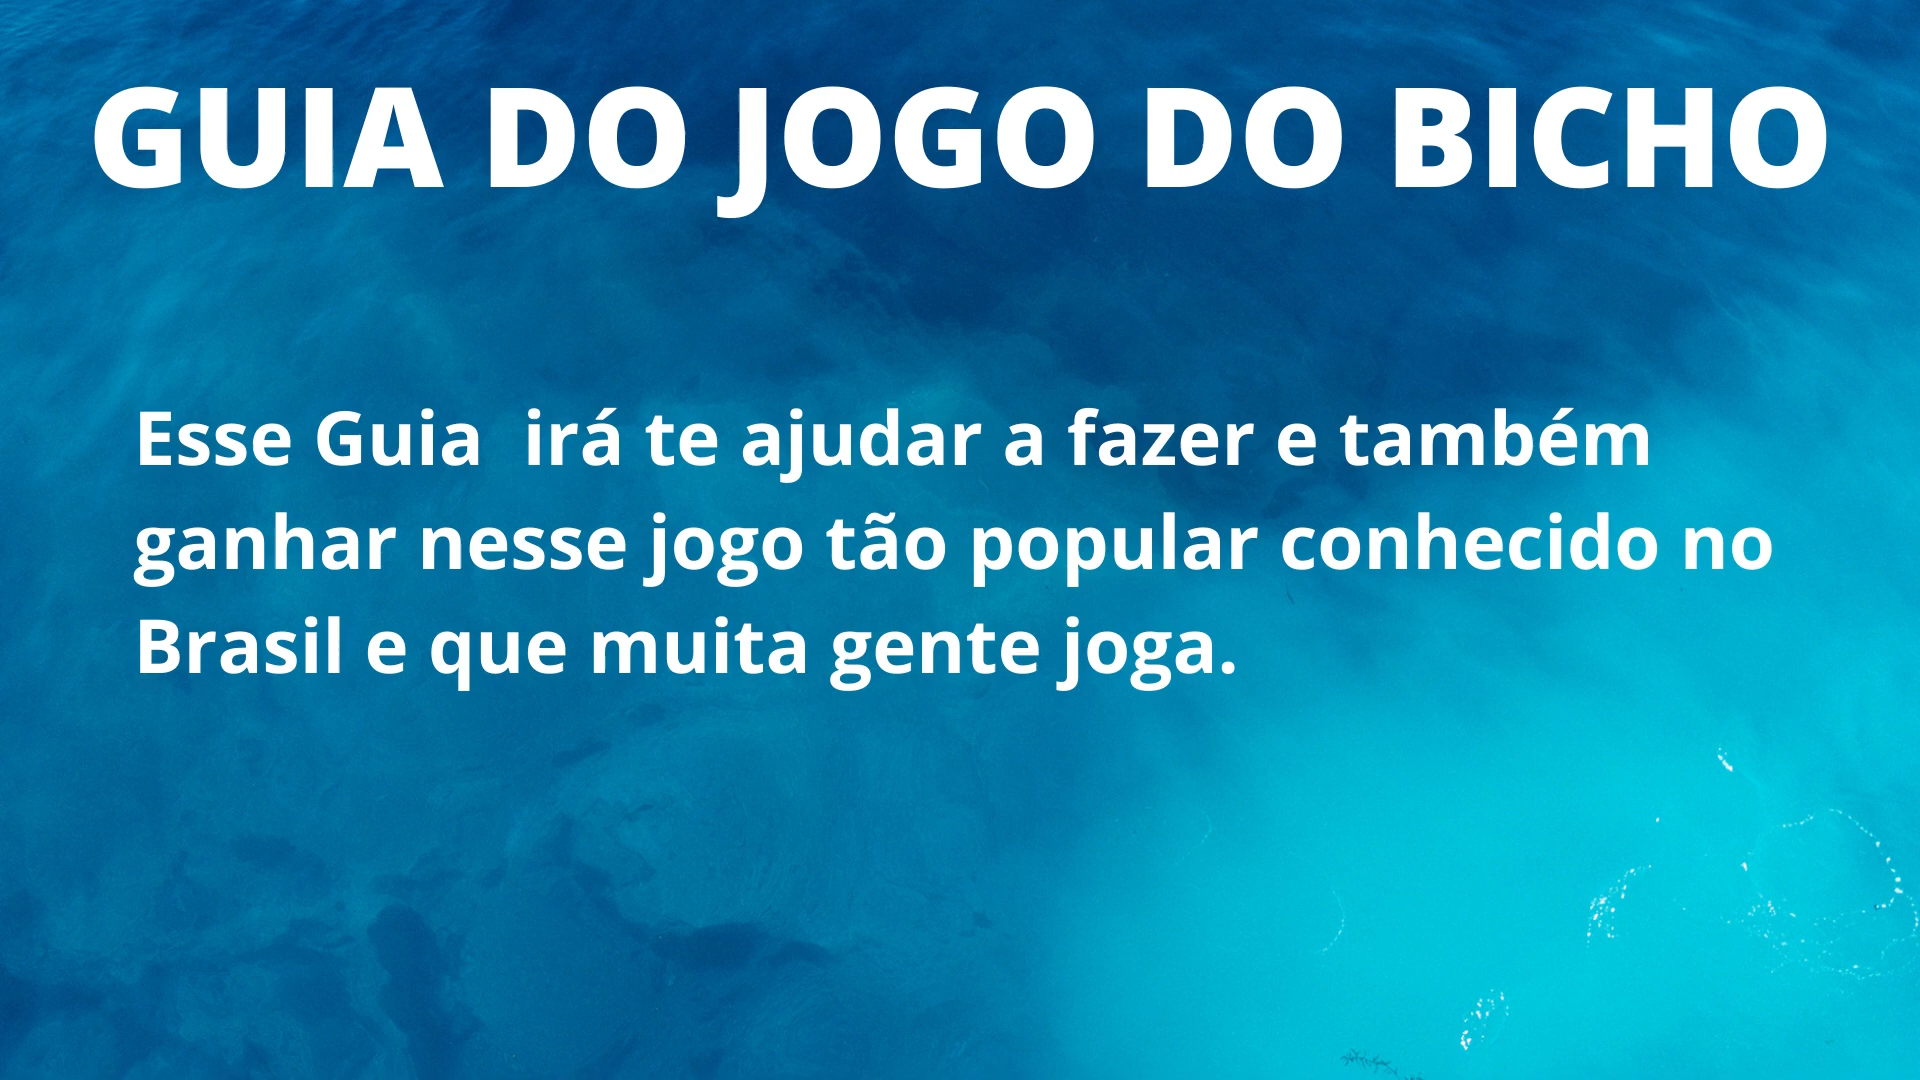 GUIA DO JOGO DO BICHO
Esse Guia  irá te ajudar a fazer e também
ganhar nesse jogo tão popular conhecido no
Brasil e que muita gente joga.